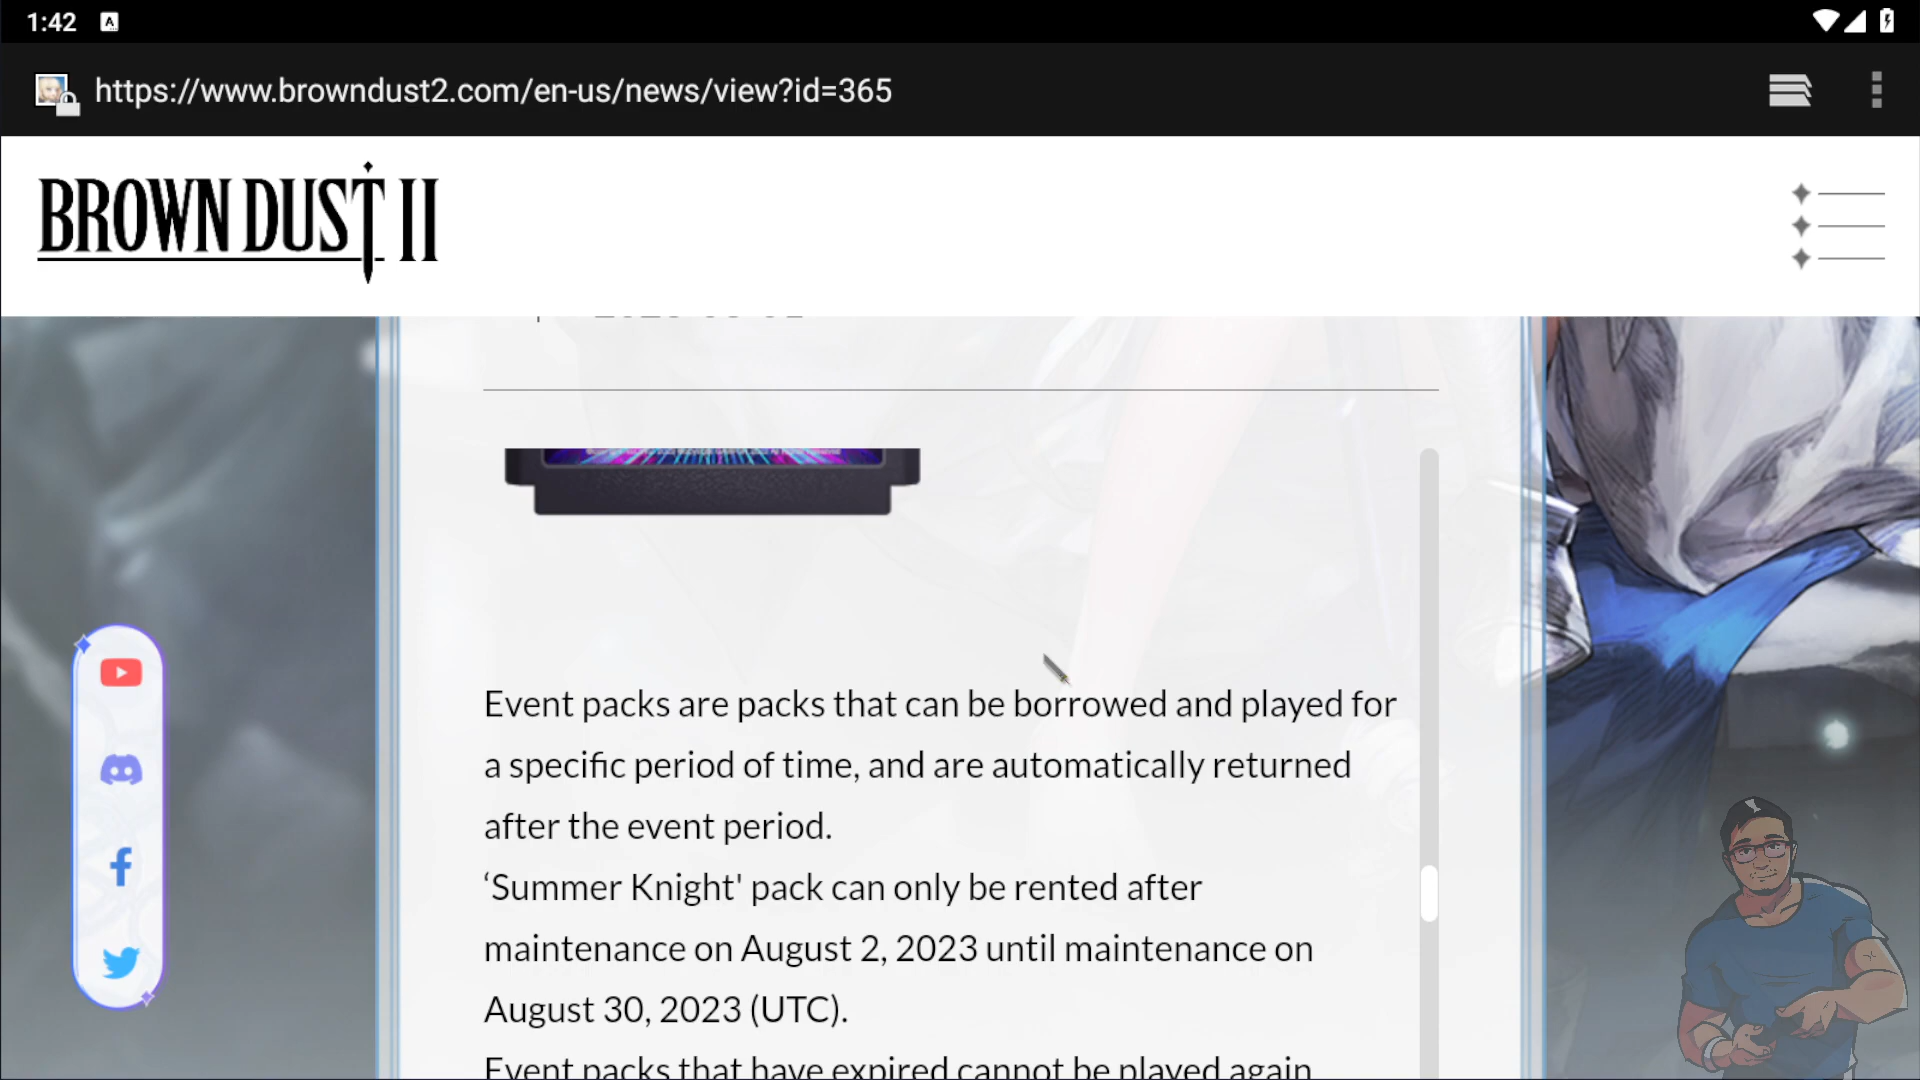 1:42
A
https://www.browndust2.com/en-us/news/view?id=365
BROWN DUST II
Event packs are packs that can be borrowed and played for
a specific period of time, and are automatically returned
after the event period.
‘Summer Knight' pack can only be rented after
maintenance on August 2, 2023 until maintenance on
August 30, 2023 (UTC).
Event packs that have expired cannot be played again